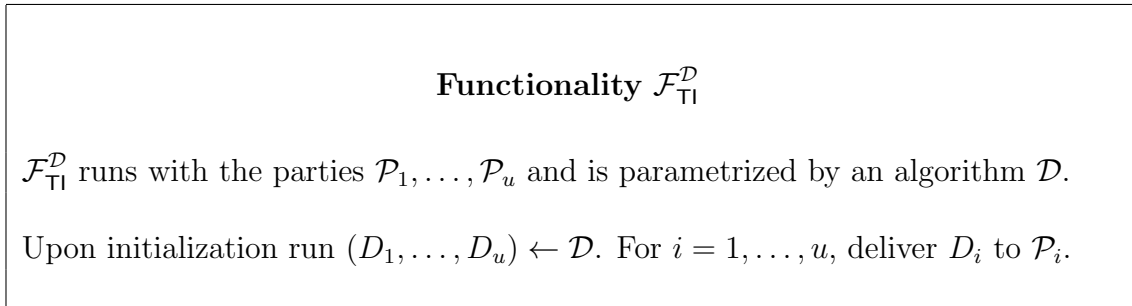 Functionality $\mathcal{F}_{\mathsf{TI}}^{\mathcal{D}}$
$\mathcal{F}_{\mathsf{TI}}^{\mathcal{D}}$ runs with the parties $\mathcal{P}_1, \ldots, \mathcal{P}_u$ and is parametrized by an algorithm $\mathcal{D}$.
Upon initialization run $(D_1, \ldots, D_u) \leftarrow \mathcal{D}$. For $i = 1, \ldots, u$, deliver $D_i$ to $\mathcal{P}_i$.